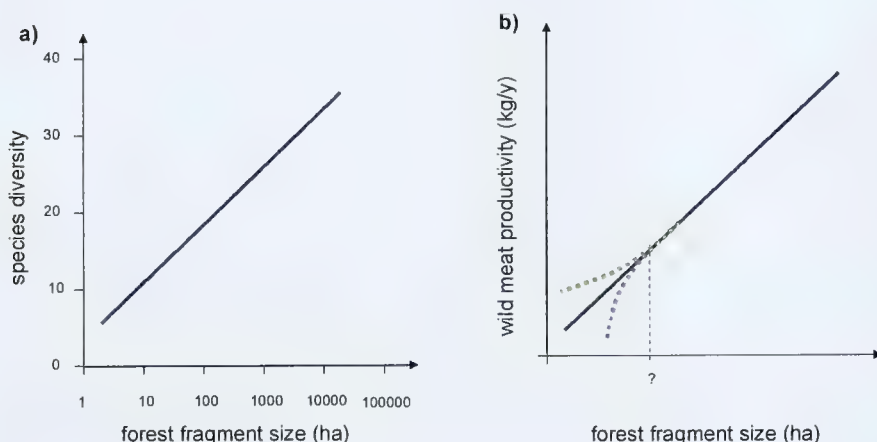 a)
40
30
20
10
0
species diversity
1 10 100 1000 10000 100000
forest fragment size (ha)
b)
wild meat productivity (kg/y)
?
forest fragment size (ha)